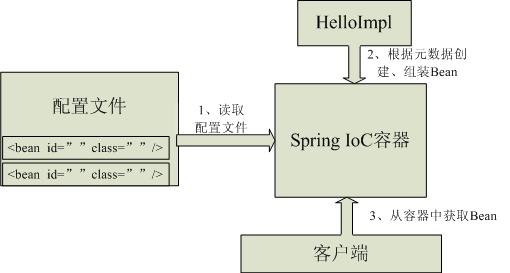 HelloImpl
2、根据元数据创
建、组装Bean
配置文件
<bean id=” ” class=” ”/>
<bean id=” ” class=” ”/>
1、读取
配置文件
Spring IoC容器
3、从容器中获取Bean
客户端